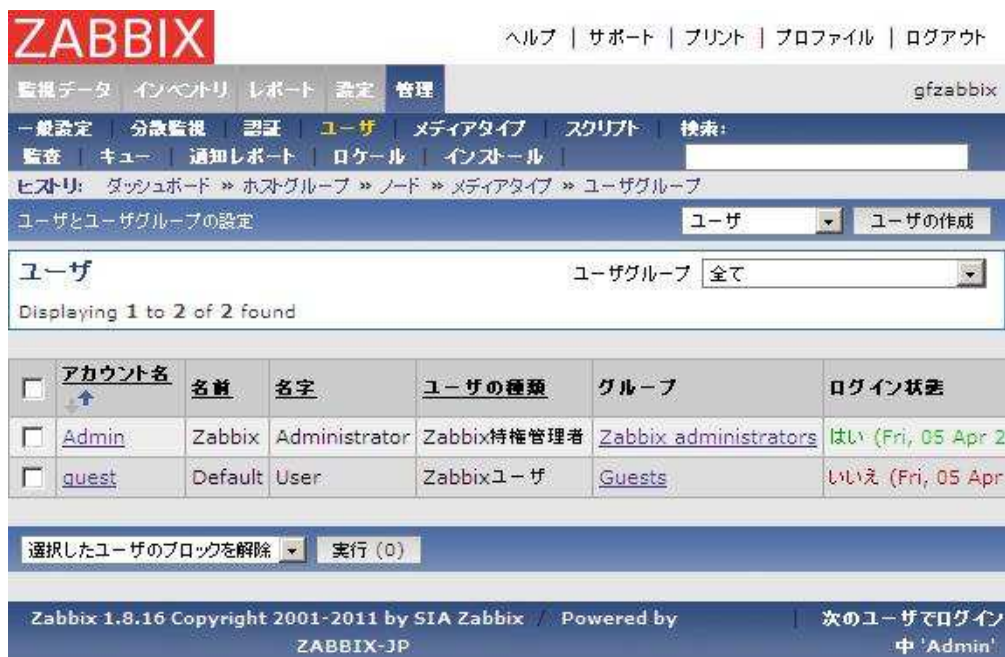 ZABBIX
ヘルプ | サポート | プリント | プロファイル | ログアウト
監視データ インベントリ レポート 設定 管理 gfzabbix
一般設定 | 分散監視 | 認証 | ユーザ | メディアタイプ | スクリプト | 検索:
監査 | キュー | 通知レポート | ロケール | インストール |
ヒストリ: ダッシュボード » ホストグループ » ノード » メディアタイプ » ユーザグループ
ユーザとユーザグループの設定 ユーザ ユーザの作成
ユーザ ユーザグループ 全て
Displaying 1 to 2 of 2 found
アカウント名 名前 名字 ユーザの種類 グループ ログイン状態
Admin Zabbix Administrator Zabbix特権管理者 Zabbix administrators はい (Fri, 05 Apr 2
guest Default User Zabbixユーザ Guests いいえ (Fri, 05 Apr
選択したユーザのブロックを解除 実行 (0)
Zabbix 1.8.16 Copyright 2001-2011 by SIA Zabbix / Powered by
ZABBIX-JP
| 次のユーザでログイン
中 'Admin'